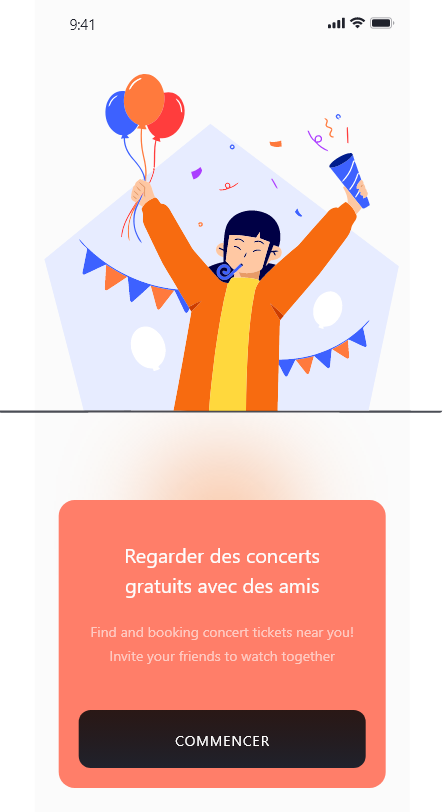 9:41
Regarder des concerts
gratuits avec des amis
Find and booking concert tickets near you!
Invite your friends to watch together
COMMENCER